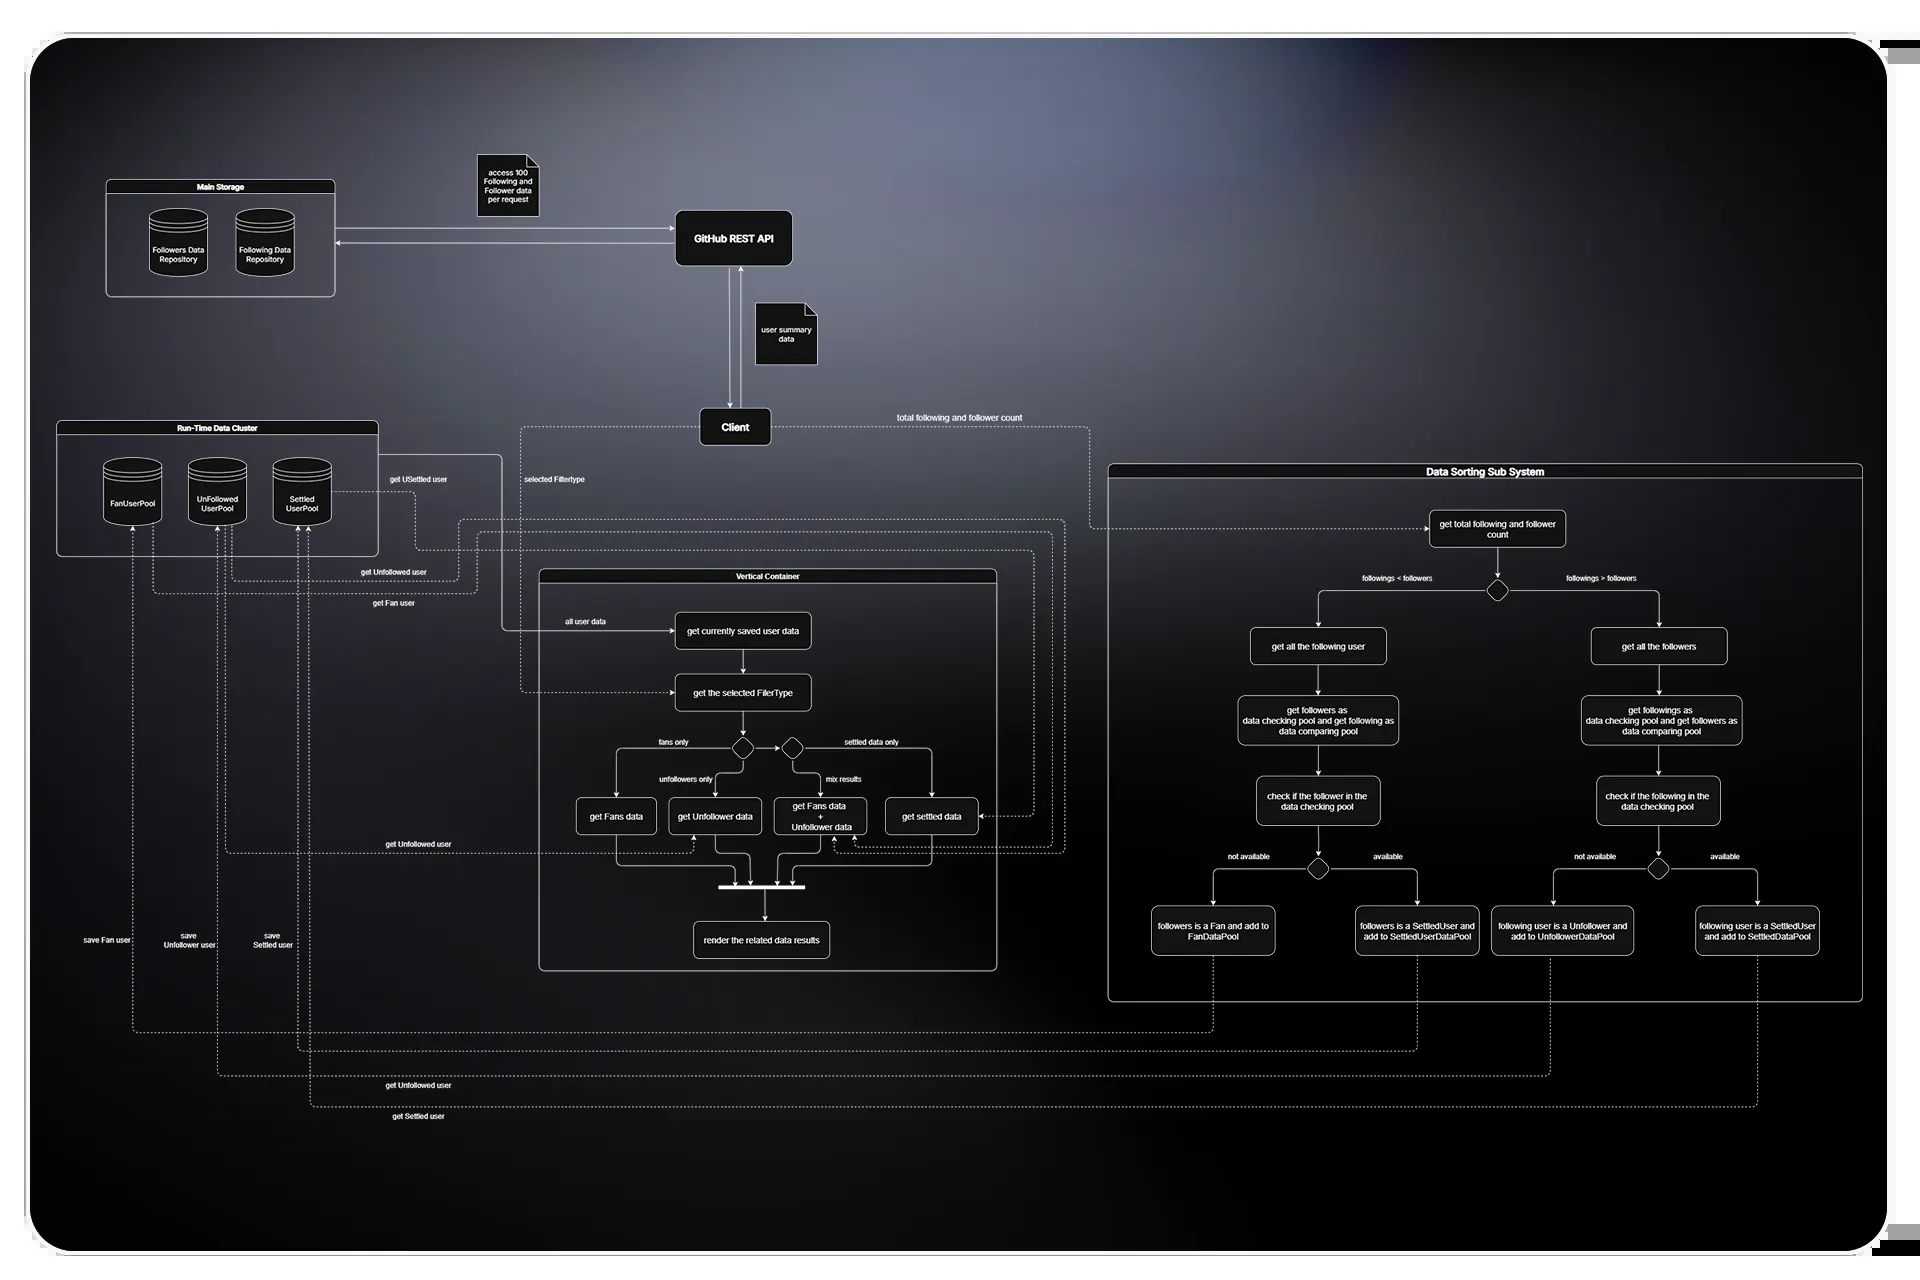 access 100
Following and
Follower data
per request
Main Storage
Followers Data
Repository
Following Data
Repository
GitHub REST API
user summary
data
Client
total following and follower count
Run-Time Data Cluster
FanUserPool
UnFollowed
UserPool
Settled
UserPool
get USettled user
selected Filtertype
get Unfollowed user
get Fan user
Vertical Container
all user data
get currently saved user data
get the selected FilerType
fans only
settled data only
unfollowers only
mix results
get Fans data
get Unfollower data
get Fans data
+
Unfollower data
get settled data
get Unfollowed user
render the related data results
save Fan user
save
Unfollower user
save
Settled user
Data Sorting Sub System
get total following and follower
count
followings < followers
followings > followers
get all the following user
get all the followers
get followers as
data checking pool and get following as
data comparing pool
get followings as
data checking pool and get followers as
data comparing pool
check if the follower in the
data checking pool
check if the following in the
data checking pool
not available
available
not available
available
followers is a Fan and add to
FanDataPool
followers is a SettledUser and
add to SettledUserDataPool
following user is a Unfollower and
add to UnfollowerDataPool
following user is a SettledUser
and add to SettledDataPool
get Unfollowed user
get Settled user